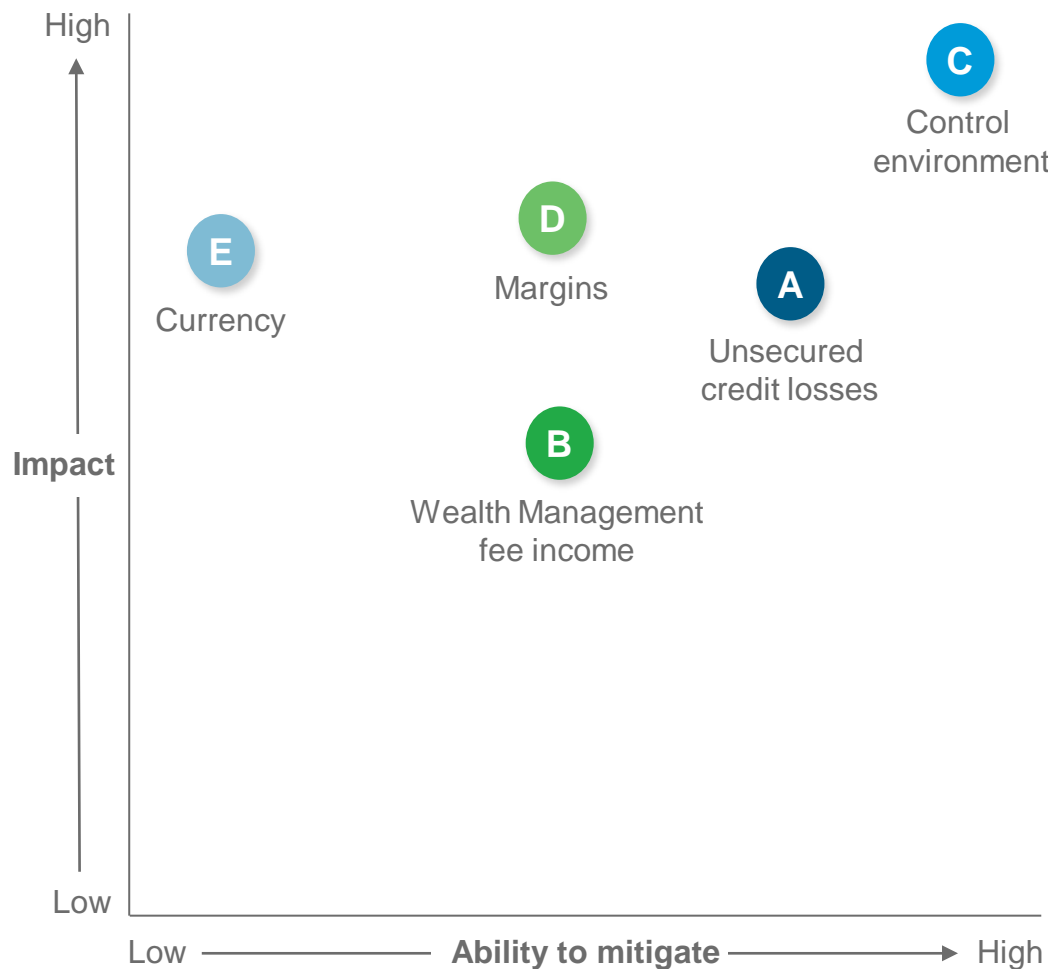 High
C
Control
environment
D
E
Margins
A
Currency
Unsecured
credit losses
B
Impact
Wealth Management
fee income
Low
Low
Ability to mitigate
High